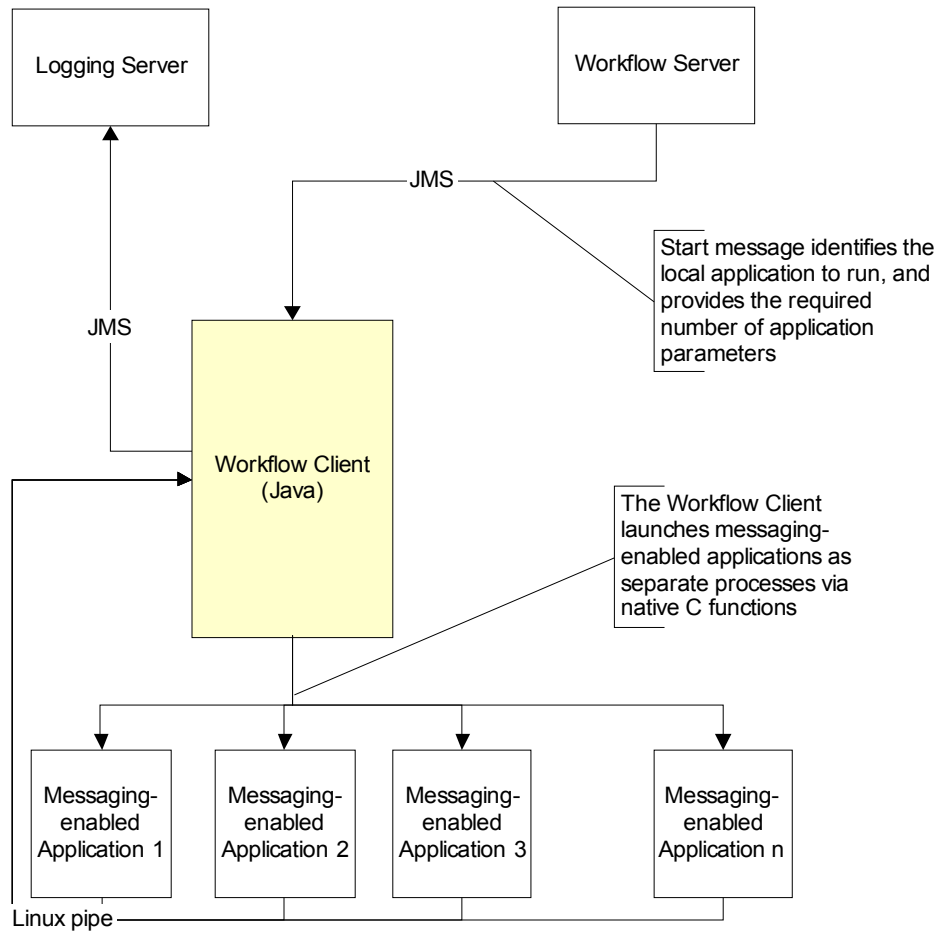 Logging Server
Workflow Server
JMS
Start message identifies the
local application to run, and
provides the required
number of application
parameters
JMS
Workflow Client
(Java)
The Workflow Client
launches messaging-
enabled applications as
separate processes via
native C functions
Messaging-
enabled
Application 1
Messaging-
enabled
Application 2
Messaging-
enabled
Application 3
Messaging-
enabled
Application n
Linux pipe